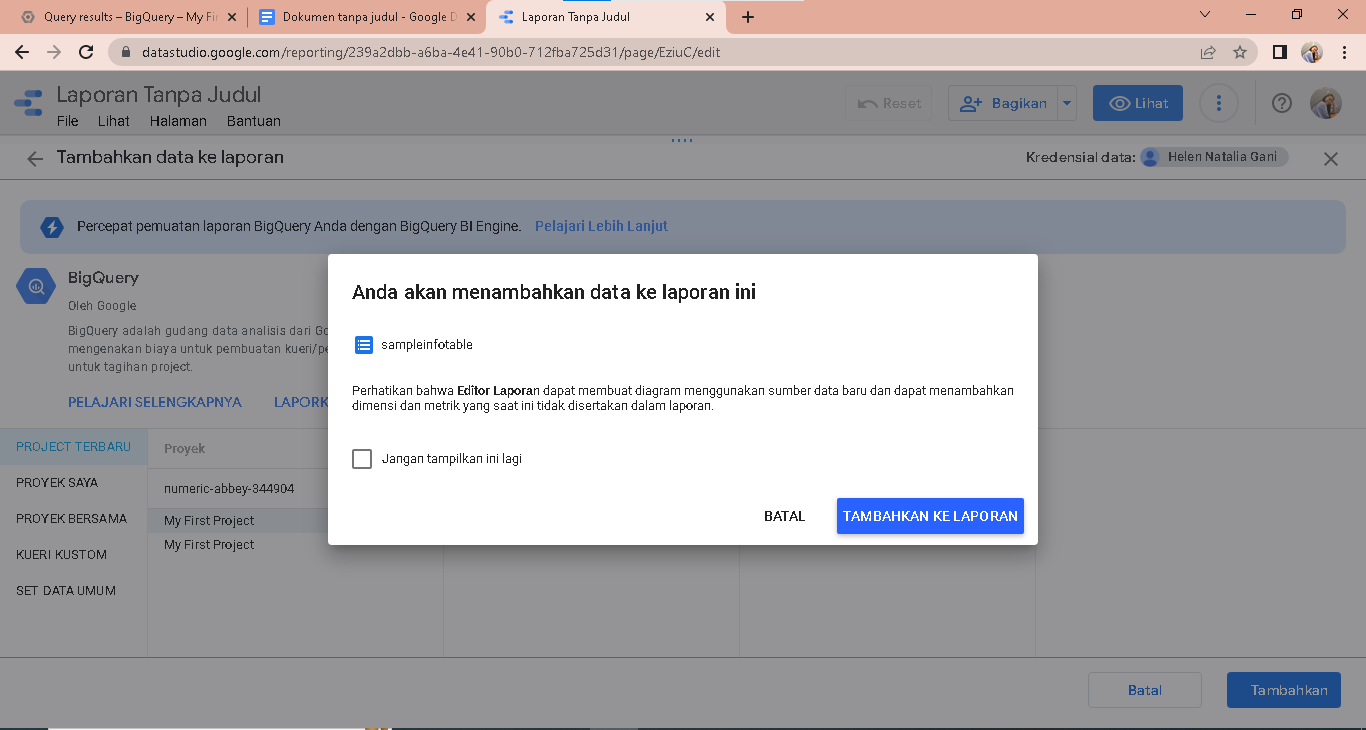 Query results – BigQuery – My Fir
Dokumen tanpa judul - Google D
Laporan Tanpa Judul
datastudio.google.com/reporting/239a2dbb-a6ba-4e41-90b0-712fba725d31/page/EziuC/edit
Laporan Tanpa Judul
File Lihat Halaman Bantuan
Reset
Bagikan
Lihat
Tambahkan data ke laporan
Kredensial data: Helen Natalia Gani
Percepat pemuatan laporan BigQuery Anda dengan BigQuery BI Engine. Pelajari Lebih Lanjut
BigQuery
Oleh Google
BigQuery adalah gudang data analisis dari Go
mengenakan biaya untuk pembuatan kueri/pe
untuk tagihan project.
PELAJARI SELENGKAPNYA LAPORK
Anda akan menambahkan data ke laporan ini
sampleinfotable
Perhatikan bahwa Editor Laporan dapat membuat diagram menggunakan sumber data baru dan dapat menambahkan
dimensi dan metrik yang saat ini tidak disertakan dalam laporan.
Jangan tampilkan ini lagi
BATAL TAMBAHKAN KE LAPORAN
PROJECT TERBARU
PROYEK SAYA
PROYEK BERSAMA
KUERI KUSTOM
SET DATA UMUM
Proyek
numeric-abbey-344904
My First Project
My First Project
Batal Tambahkan